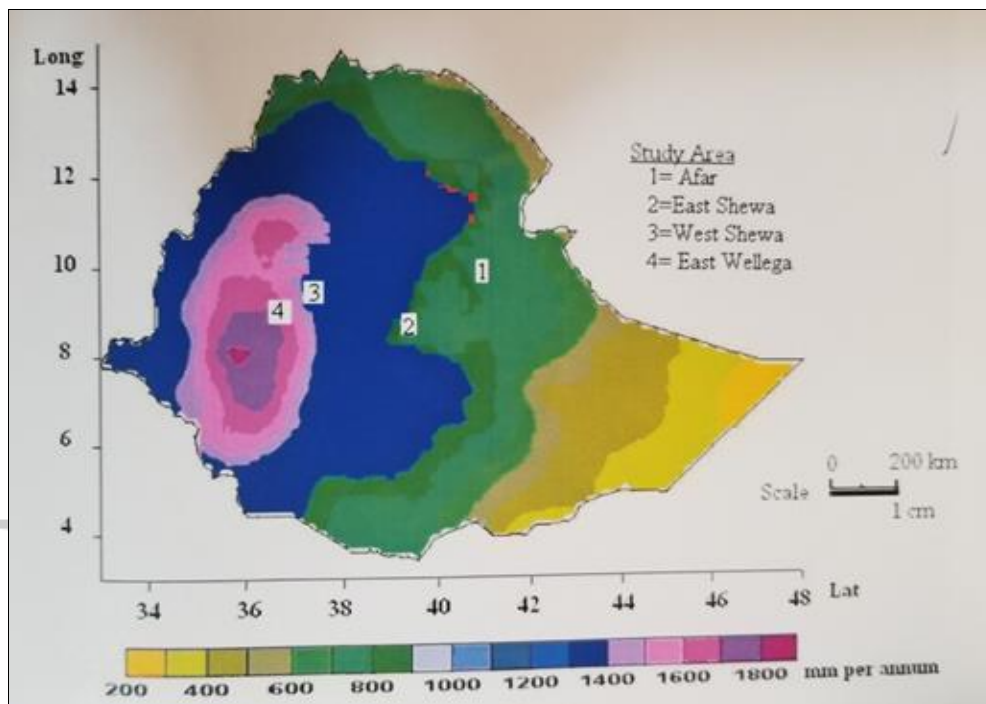 Long
14
12
10
8
6
4
Study Area
1= Afar
2=East Shewa
3=West Shewa
4= East Wellega
1
2
3
4
0 200 km
Scale
1 cm
34 36 38 40 42 44 46 48 Lat
200 400 600 800 1000 1200 1400 1600 1800 mm per annum